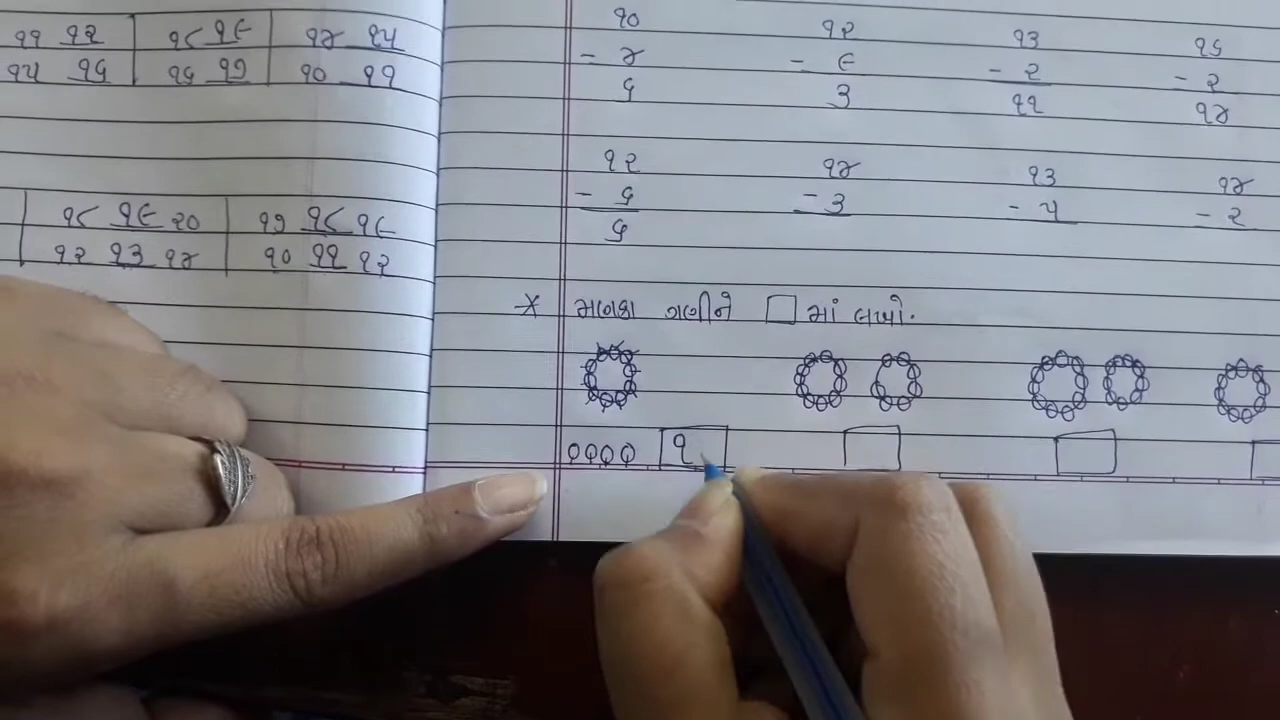 ૧૧ ૧૨ ૧૮ ૧૯ ૧૪ ૧૫
૧૫ ૧૬ ૧૬ ૧૭ ૧૦ ૧૧
૧૮ ૧૯ ૨૦ ૧૭ ૧૮ ૧૯
૧૨ ૧૩ ૧૪ ૧૦ ૧૧ ૧૨
૧૦ ૧૨ ૧૩ ૧૬
- ૪ - ૯ - ૨ - ૨
૬ ૩ ૧૧ ૧૪
૧૨ ૧૪ ૧૩ ૧૪
- ૬ - ૩ - ૫ - ૨
૬
* મણકા ગણીને □ માં લખો.
૧